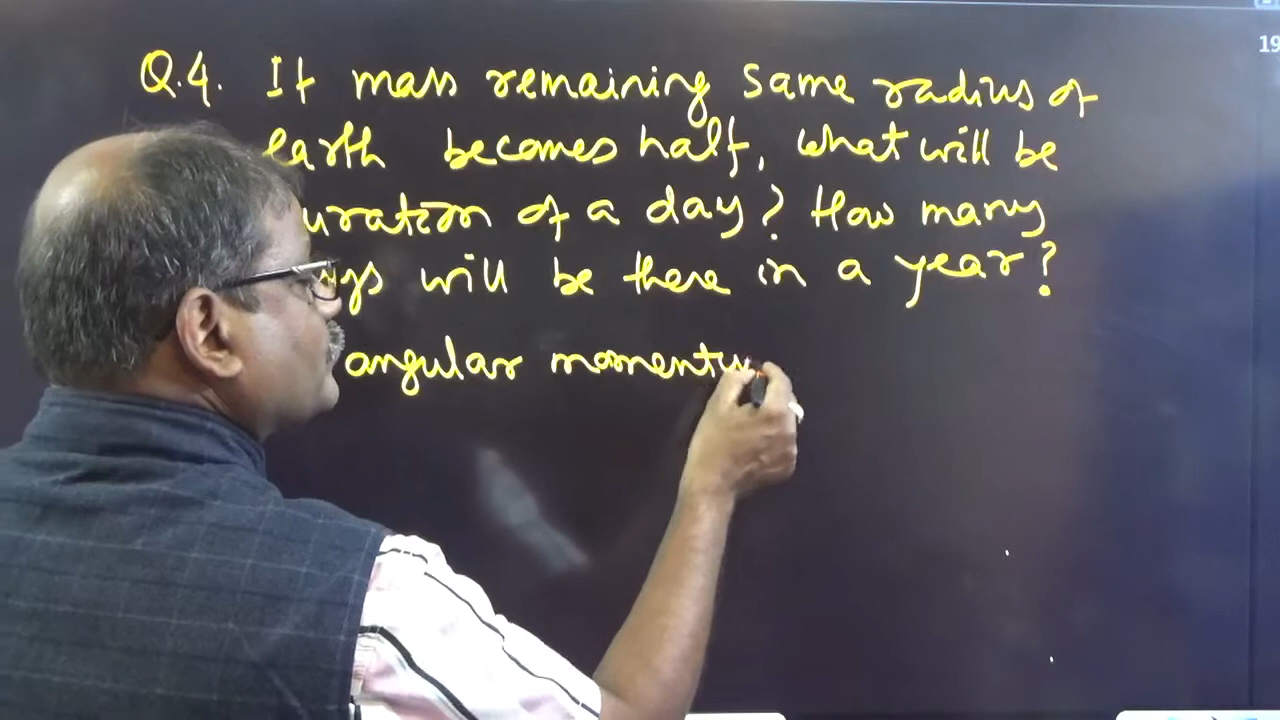 Q.4. If mass remaining same radius of
earth becomes half, what will be
uration of a day? How many
ys will be there in a year?
angular momentu
19